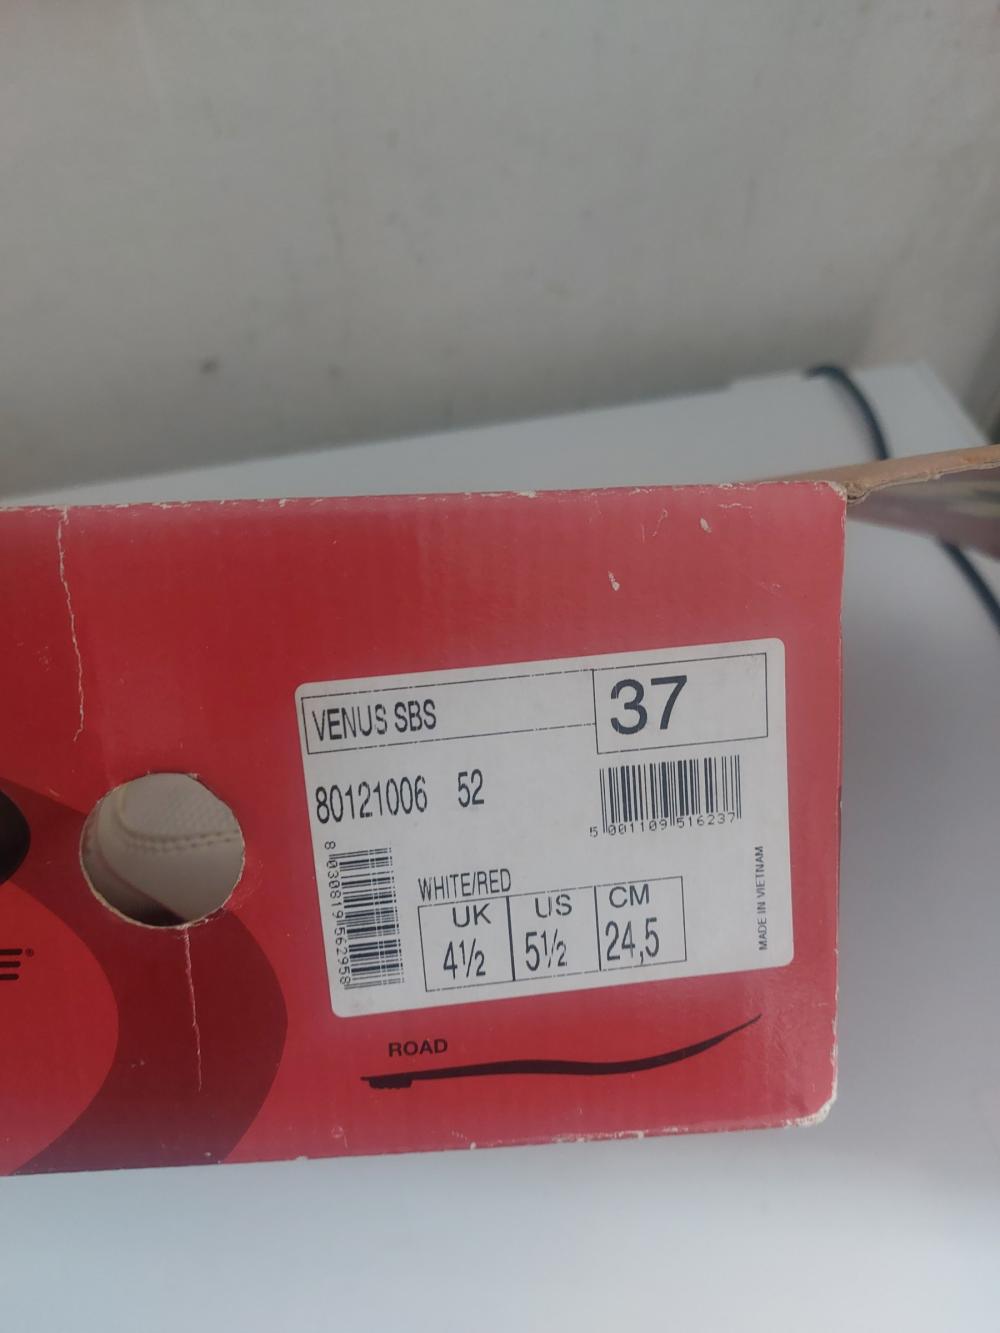 VENUS SBS
37
80121006 52
5 001109 516237
8 030819 562958
WHITE/RED
UK
US
CM
4½
5½
24,5
MADE IN VIETNAM
ROAD